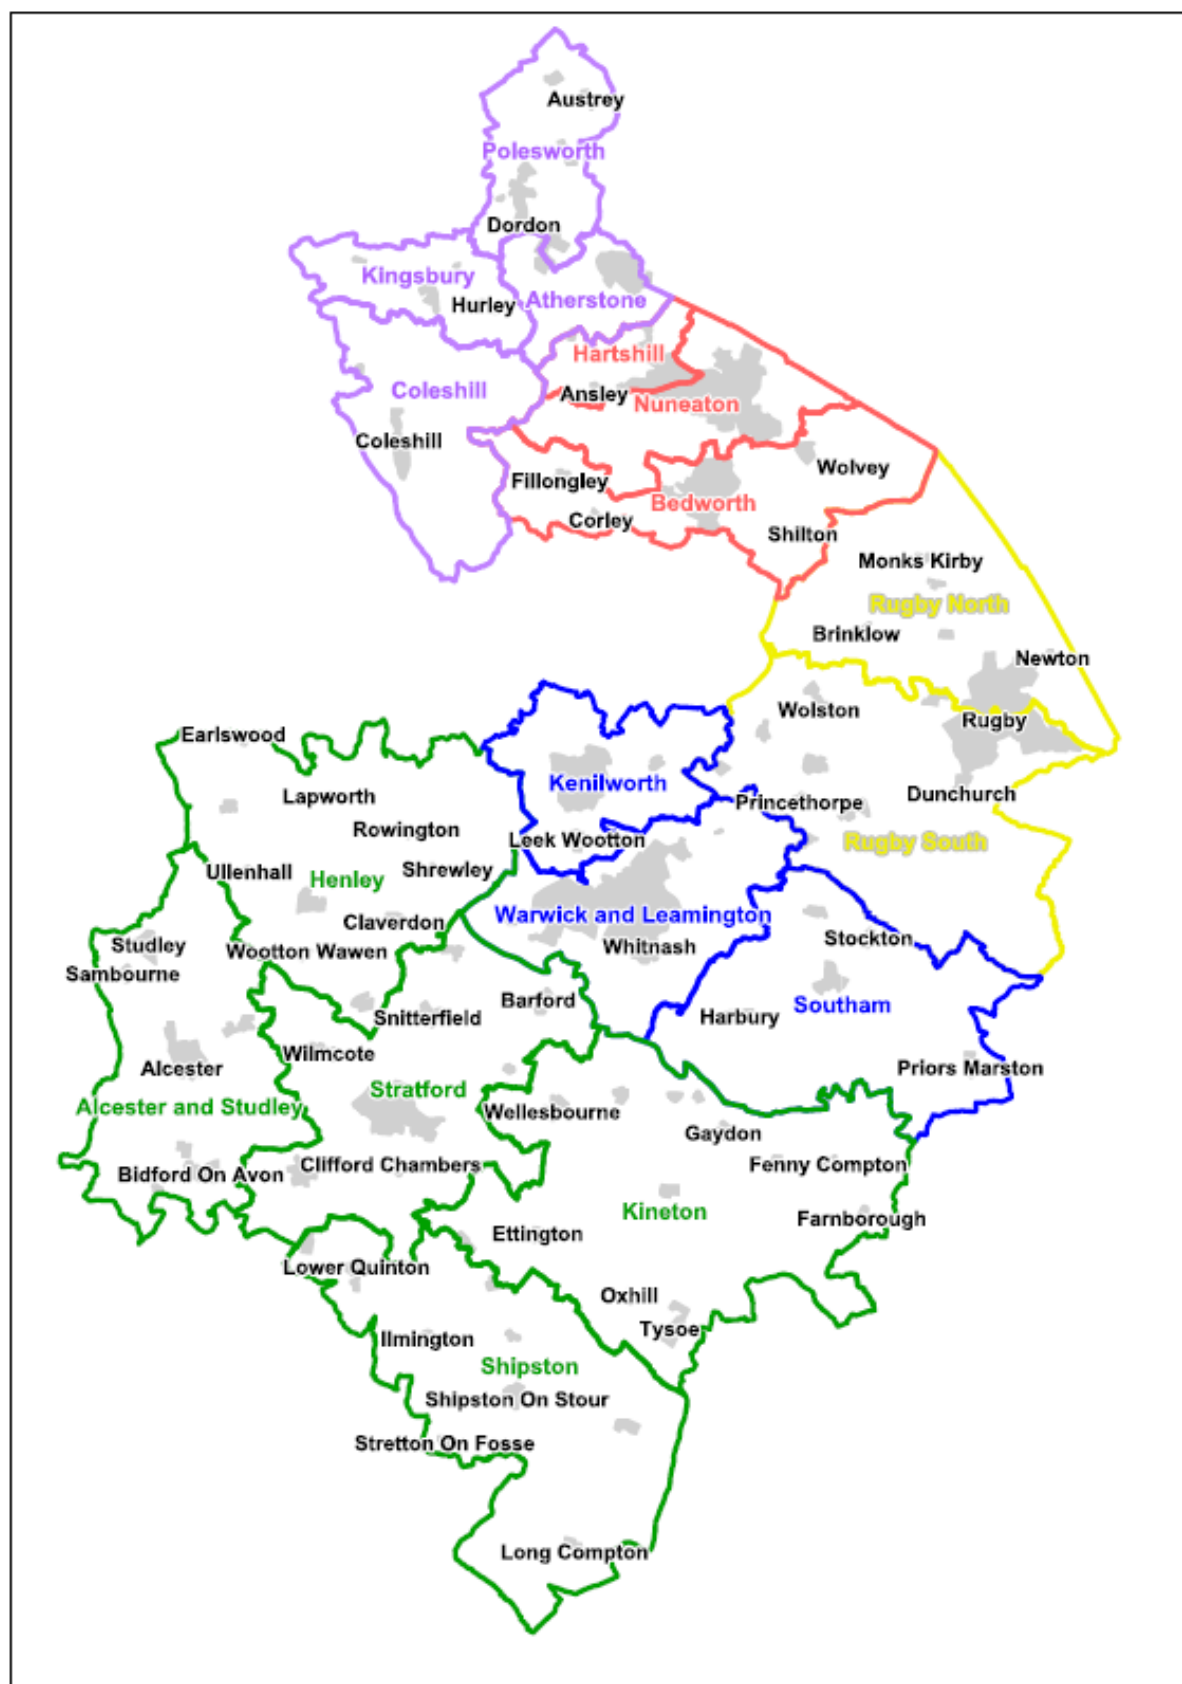 Austrey
Polesworth
Dordon
Kingsbury
Hurley
Atherstone
Hartshill
Coleshill
Ansley
Nuneaton
Coleshill
Wolvey
Fillongley
Bedworth
Corley
Shilton
Monks Kirby
Rugby North
Brinklow
Newton
Wolston
Rugby
Earlswood
Kenilworth
Lapworth
Princethorpe
Dunchurch
Rowington
Leek Wootton
Rugby South
Ullenhall
Henley
Shrewley
Claverdon
Warwick and Leamington
Studley
Wootton Wawen
Whitnash
Stockton
Sambourne
Barford
Southam
Snitterfield
Harbury
Wilmcote
Alcester
Priors Marston
Stratford
Alcester and Studley
Wellesbourne
Gaydon
Bidford On Avon
Clifford Chambers
Fenny Compton
Kineton
Farnborough
Ettington
Lower Quinton
Oxhill
Tysoe
Ilmington
Shipston
Shipston On Stour
Stretton On Fosse
Long Compton